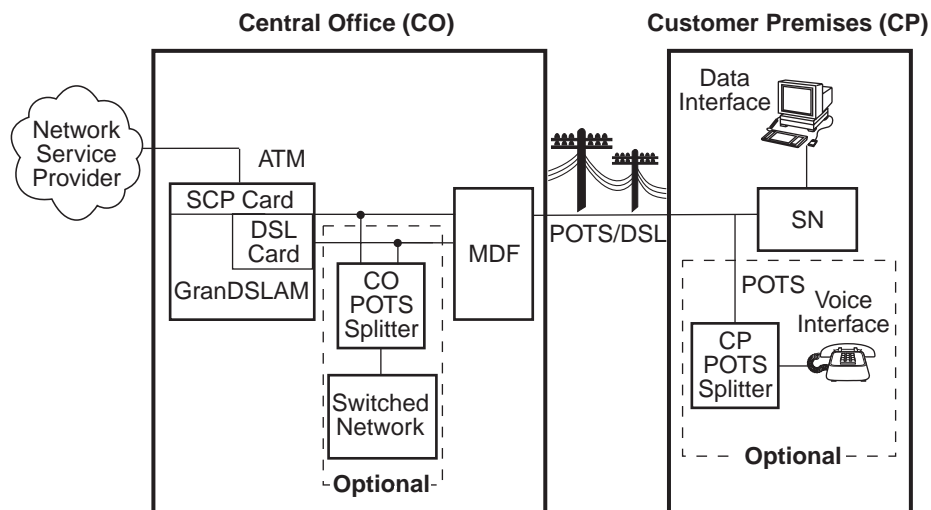 Central Office (CO)
Customer Premises (CP)
Network
Service
Provider
ATM
SCP Card
DSL
Card
GranDSLAM
CO
POTS
Splitter
Switched
Network
Optional
MDF
POTS/DSL
Data
Interface
SN
POTS
Voice
Interface
CP
POTS
Splitter
Optional